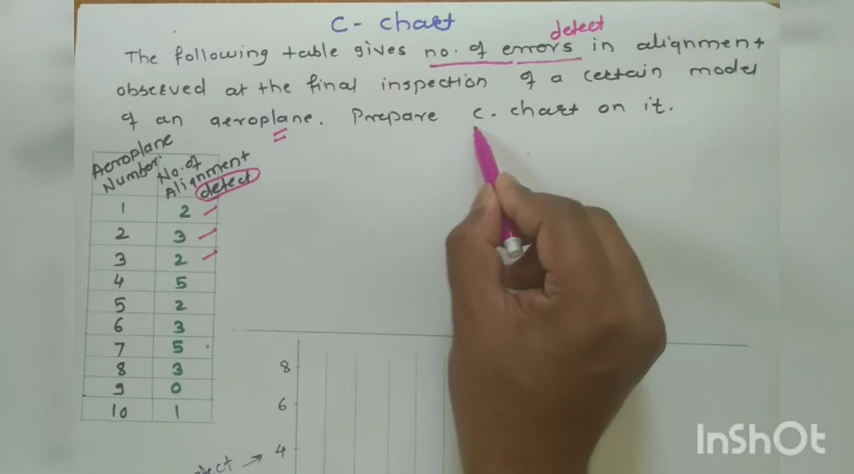 C - chart
detect
The following table gives no. of errors in alignment
observed at the final inspection of a certain model
of an aeroplane. Prepare C. chart on it.
Aeroplane Number
No. of Alignment detect
1 2
2 3
3 2
4 5
5 2
6 3
7 5
8 3
9 0
10 1
8
6
4
InShOt